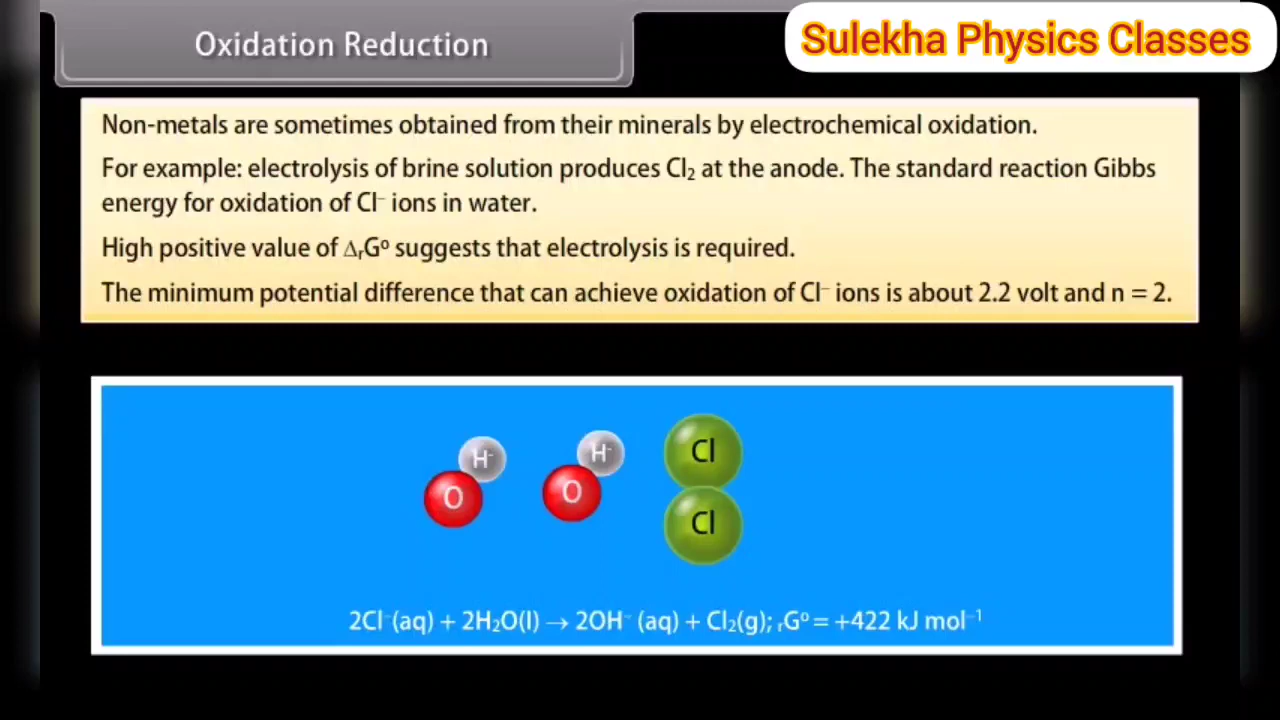 Oxidation Reduction
Sulekha Physics Classes
Non-metals are sometimes obtained from their minerals by electrochemical oxidation.
For example: electrolysis of brine solution produces Cl₂ at the anode. The standard reaction Gibbs
energy for oxidation of Cl⁻ ions in water.
High positive value of ΔᵣG⁰ suggests that electrolysis is required.
The minimum potential difference that can achieve oxidation of Cl⁻ ions is about 2.2 volt and n = 2.
H⁻ H⁻ Cl
O O Cl
2Cl⁻(aq) + 2H₂O(l) → 2OH⁻ (aq) + Cl₂(g); ᵣG⁰ = +422 kJ mol⁻¹